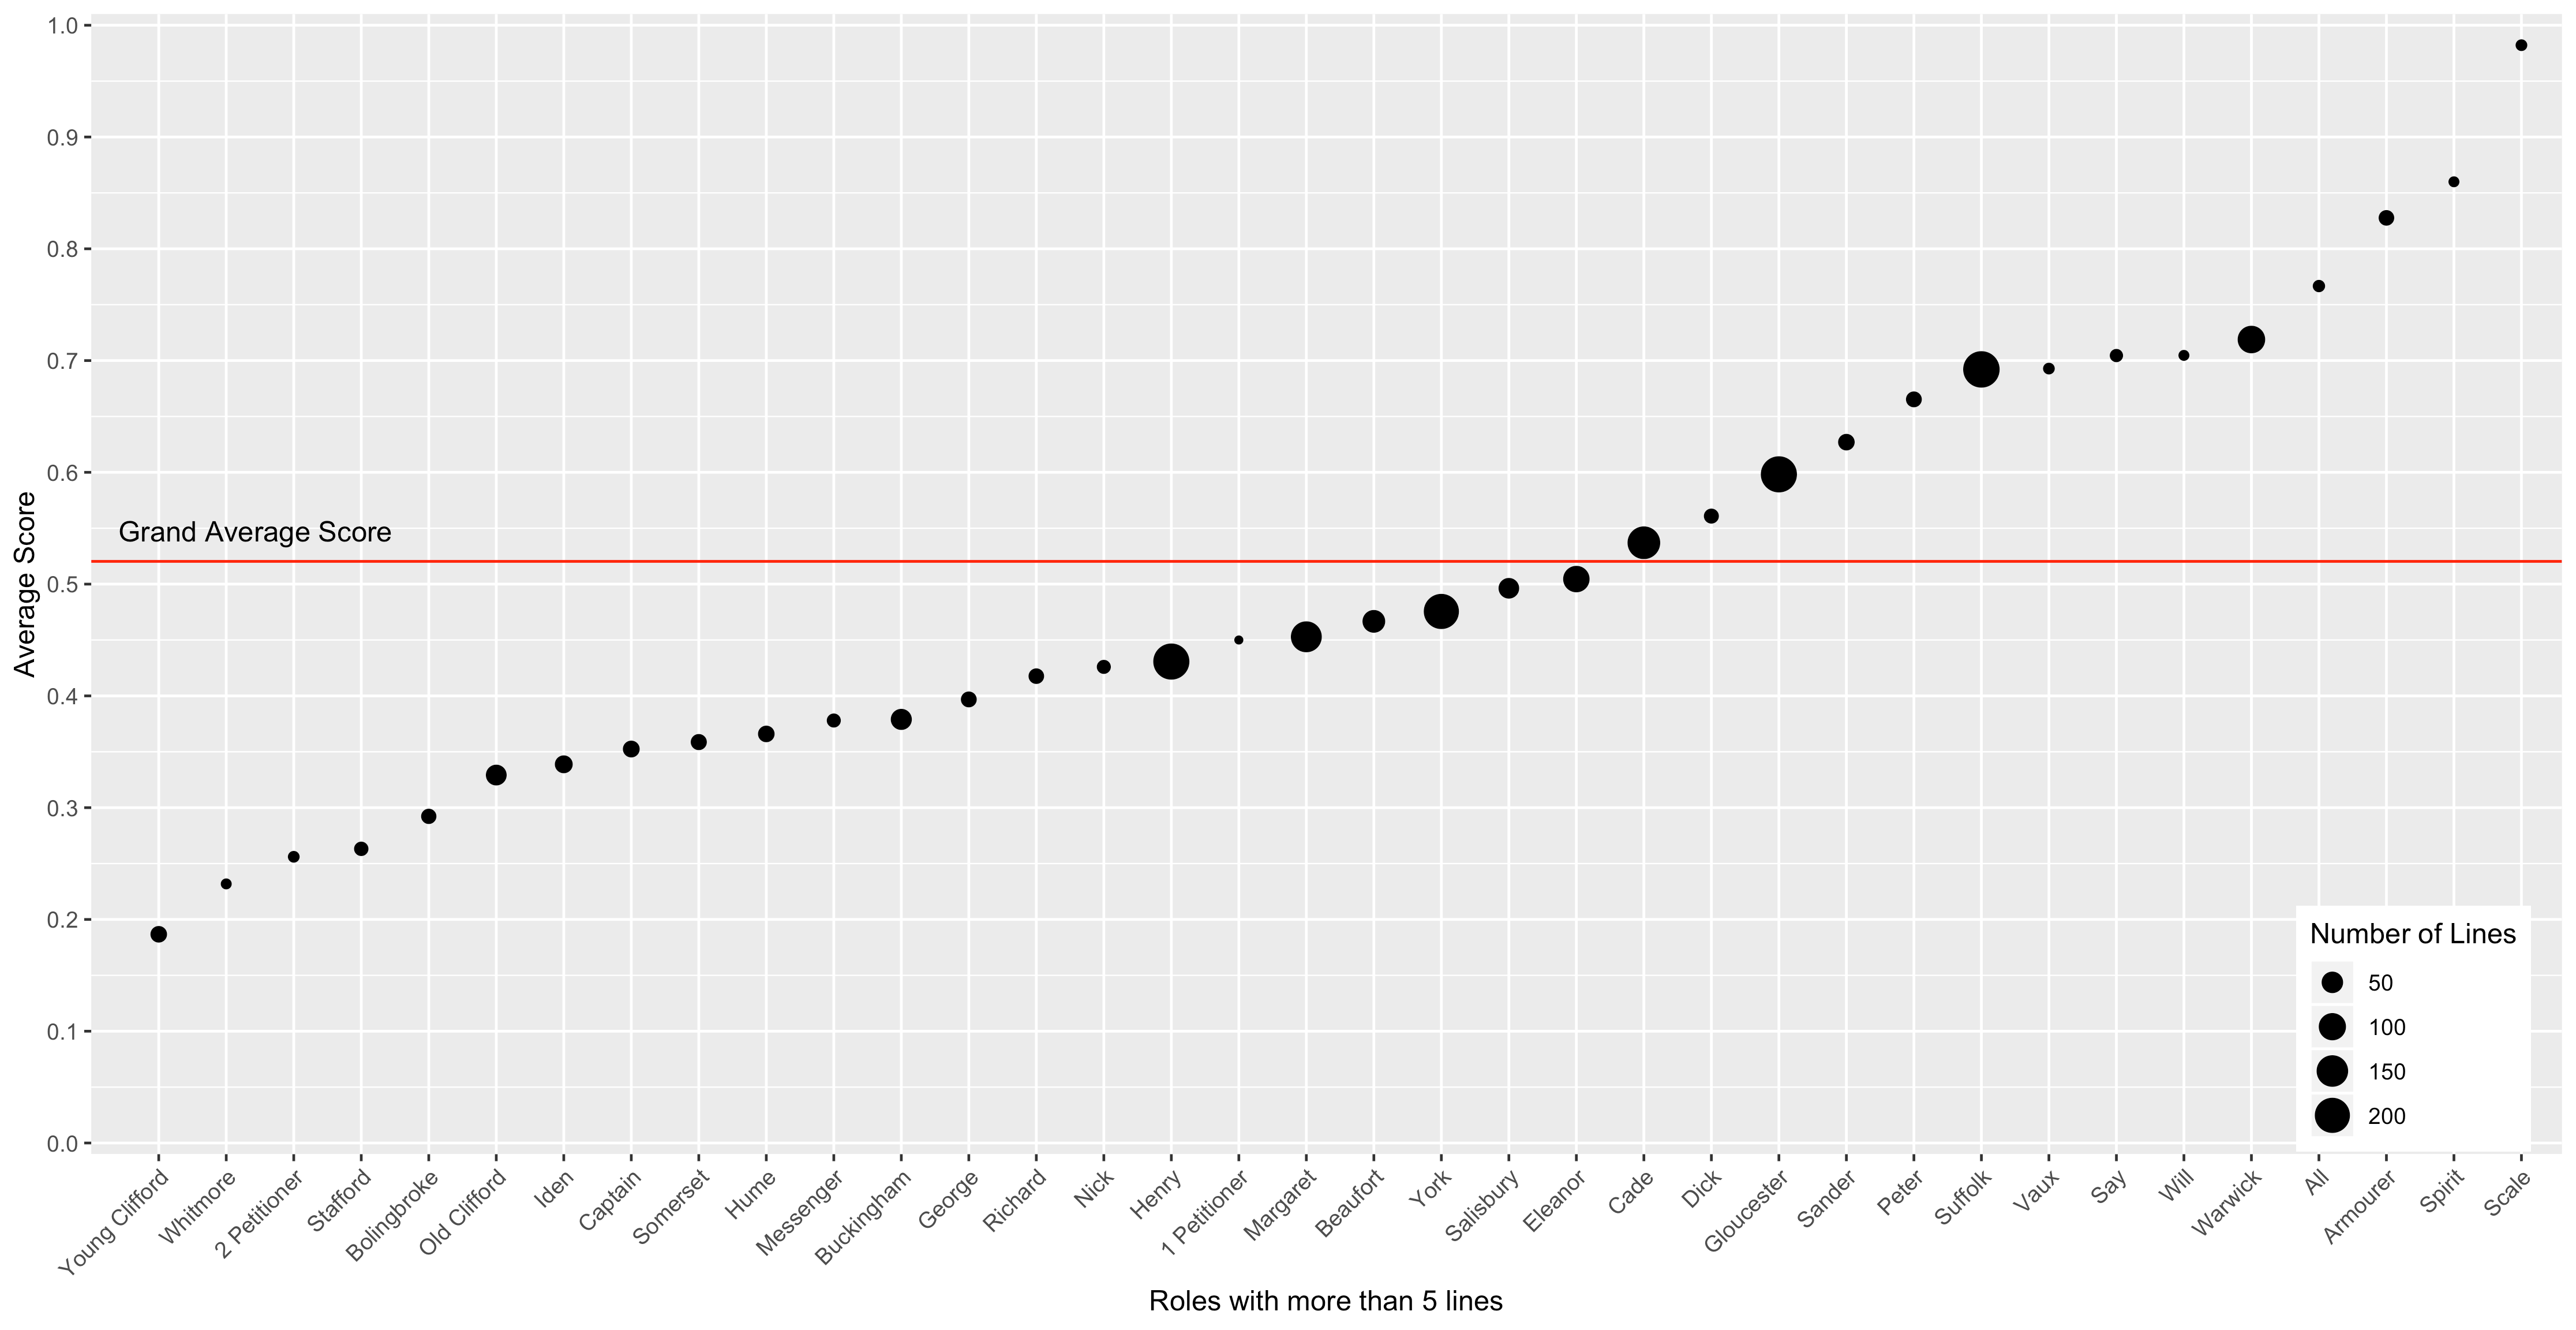 1.0
0.9
0.8
0.7
0.6
0.5
0.4
0.3
0.2
0.1
0.0
Average Score
Grand Average Score
Number of Lines
50
100
150
200
Young Clifford
Whitmore
2 Petitioner
Stafford
Bolingbroke
Old Clifford
Iden
Captain
Somerset
Hume
Messenger
Buckingham
George
Richard
Nick
Henry
1 Petitioner
Margaret
Beaufort
York
Salisbury
Eleanor
Cade
Dick
Gloucester
Sander
Peter
Suffolk
Vaux
Say
Will
Warwick
All
Armourer
Spirit
Scale
Roles with more than 5 lines